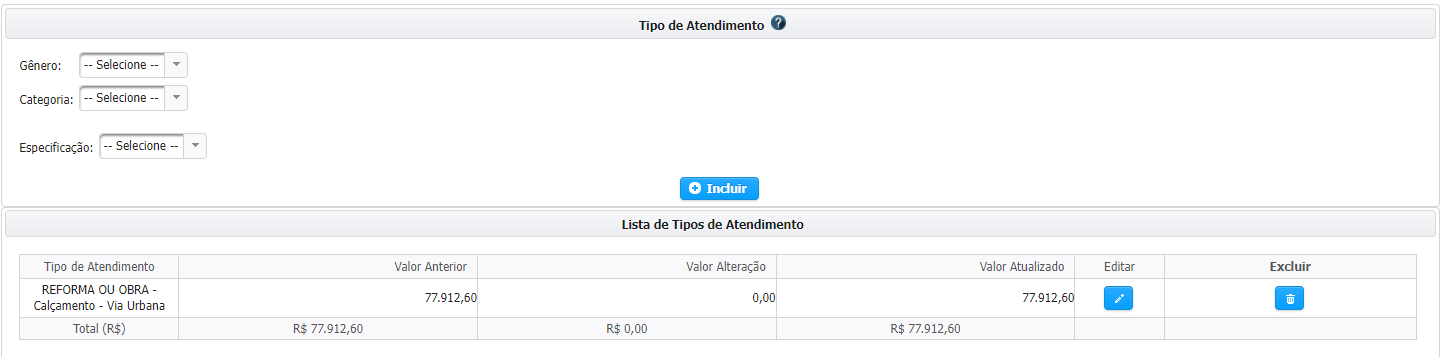 Tipo de Atendimento ?
Gênero: -- Selecione --
Categoria: -- Selecione --
Especificação: -- Selecione --
Incluir
Lista de Tipos de Atendimento
Tipo de Atendimento Valor Anterior Valor Alteração Valor Atualizado Editar Excluir
REFORMA OU OBRA -
Calçamento - Via Urbana 77.912,60 0,00 77.912,60
Total (R$) R$ 77.912,60 R$ 0,00 R$ 77.912,60